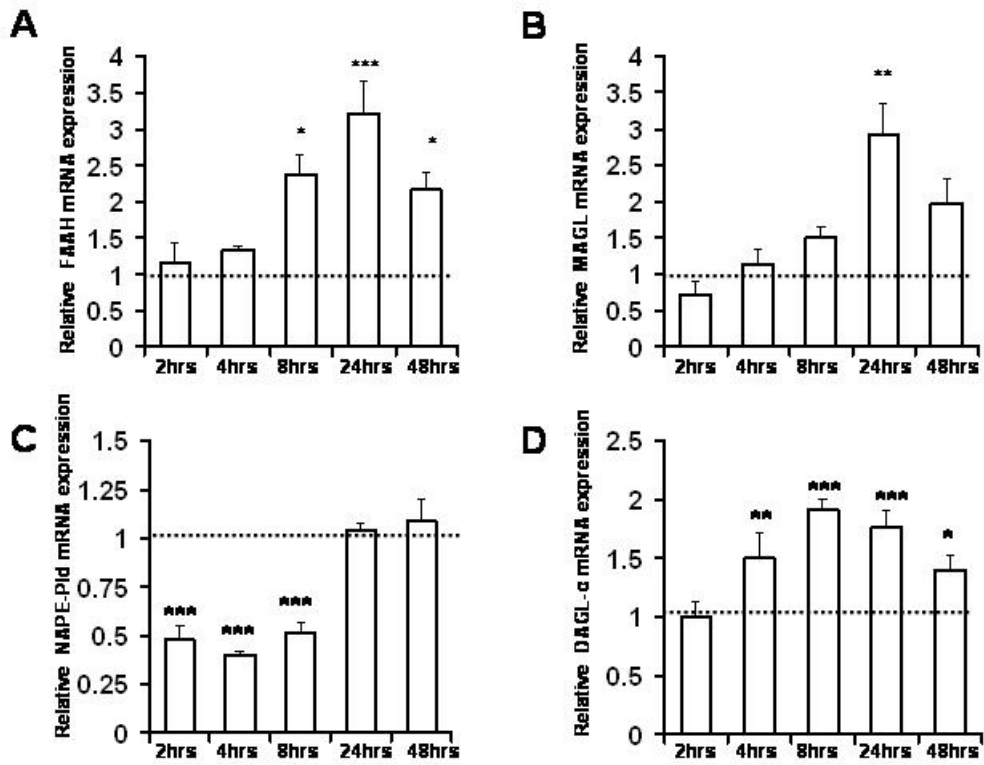 A
Relative FAAH mRNA expression
4
3.5
3
2.5
2
1.5
1
0.5
0
***
*
*
2hrs 4hrs 8hrs 24hrs 48hrs
B
Relative MAGL mRNA expression
4
3.5
3
2.5
2
1.5
1
0.5
0
**
2hrs 4hrs 8hrs 24hrs 48hrs
C
Relative NAPE-Pld mRNA expression
1.5
1.25
1
0.75
0.5
0.25
0
*** *** ***
2hrs 4hrs 8hrs 24hrs 48hrs
D
Relative DAGL-α mRNA expression
2.5
2
1.5
1
0.5
0
** *** *** *
2hrs 4hrs 8hrs 24hrs 48hrs